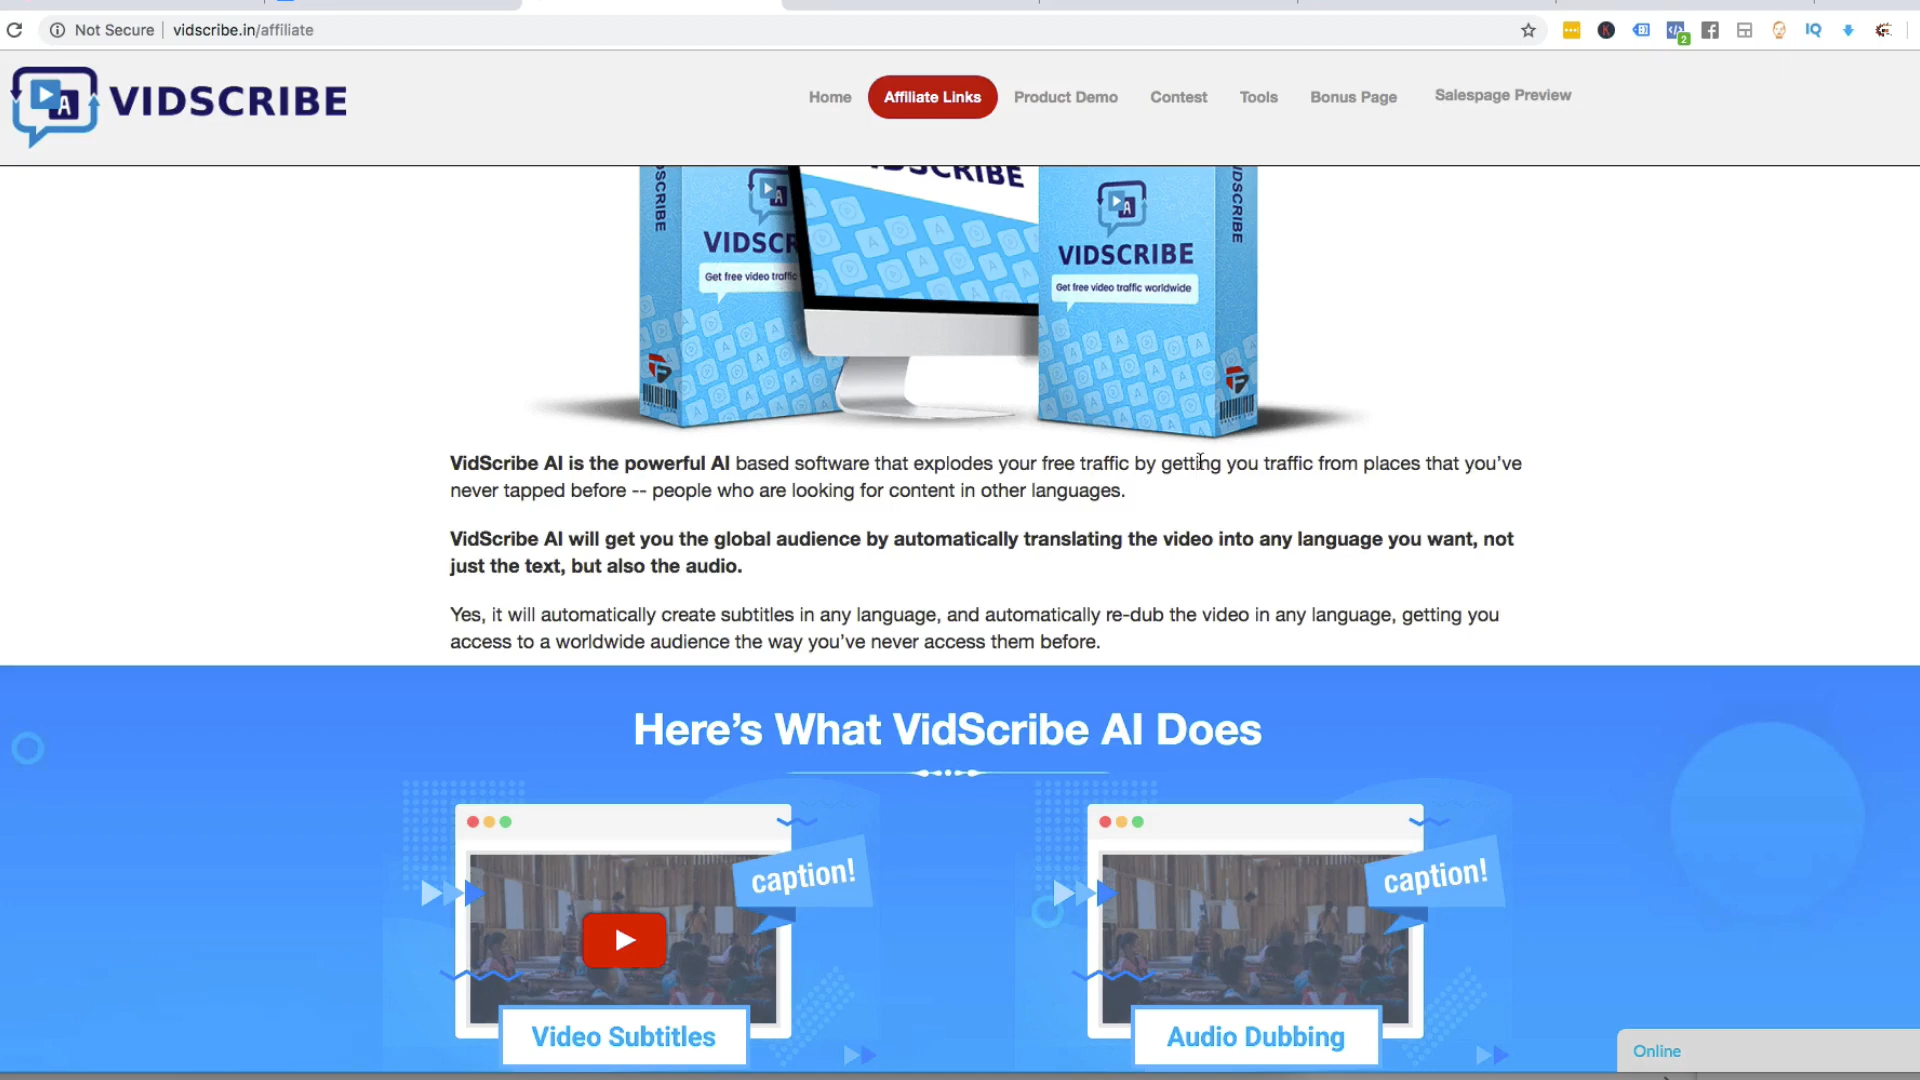 Not Secure vidscribe.in/affiliate
2
IQ
VIDSCRIBE
Home Affiliate Links Product Demo Contest Tools Bonus Page Salespage Preview
VIDSCRIBE
Get free video traffic worldwide
VidScribe AI is the powerful AI based software that explodes your free traffic by getting you traffic from places that you’ve
never tapped before -- people who are looking for content in other languages.
VidScribe AI will get you the global audience by automatically translating the video into any language you want, not
just the text, but also the audio.
Yes, it will automatically create subtitles in any language, and automatically re-dub the video in any language, getting you
access to a worldwide audience the way you’ve never access them before.
Here’s What VidScribe AI Does
caption!
caption!
Video Subtitles
Audio Dubbing
Online